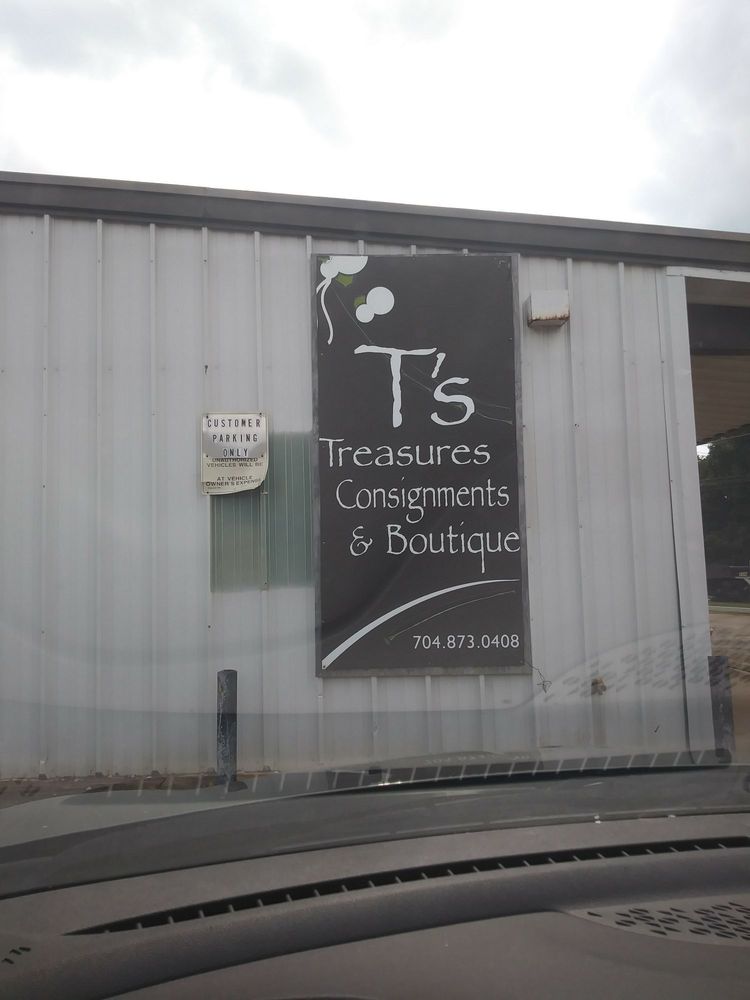 T's
Treasures
Consignments
& Boutique
704.873.0408
CUSTOMER
PARKING
ONLY
UNAUTHORIZED
VEHICLES WILL BE
AT VEHICLE
OWNER'S EXPENSE